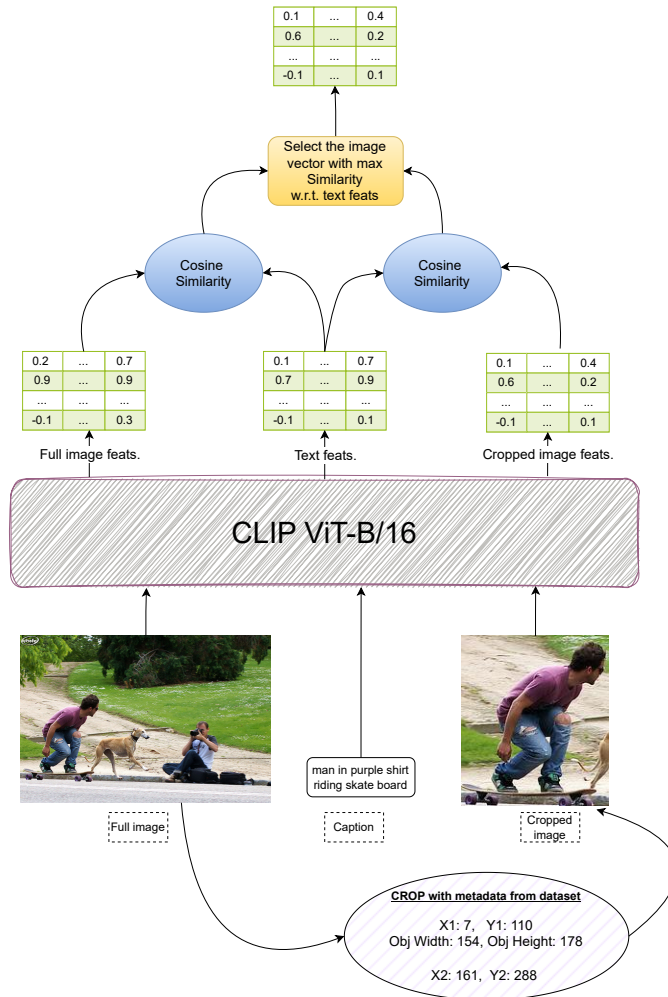 0.1 ... 0.4
0.6 ... 0.2
... ... ...
-0.1 ... 0.1
Select the image
vector with max
Similarity
w.r.t. text feats
Cosine
Similarity
Cosine
Similarity
0.2 ... 0.7
0.9 ... 0.9
... ... ...
-0.1 ... 0.3
0.1 ... 0.7
0.7 ... 0.9
... ... ...
-0.1 ... 0.1
0.1 ... 0.4
0.6 ... 0.2
... ... ...
-0.1 ... 0.1
Full image feats.
Text feats.
Cropped image feats.
CLIP ViT-B/16
man in purple shirt
riding skate board
Full image
Caption
Cropped
image
CROP with metadata from dataset
X1: 7, Y1: 110
Obj Width: 154, Obj Height: 178
X2: 161, Y2: 288